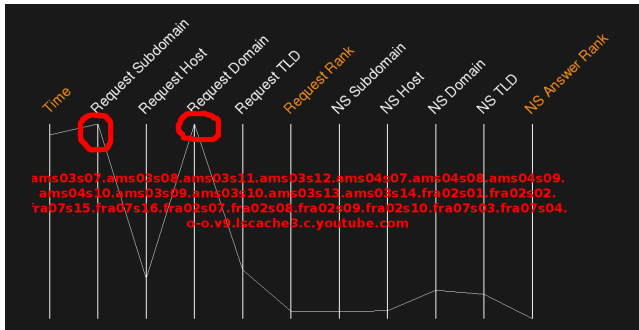 Time
Request Subdomain
Request Host
Request Domain
Request TLD
Request Rank
NS Subdomain
NS Host
NS Domain
NS TLD
NS Answer Rank
ams03s07.ams03s08.ams03s11.ams03s12.ams04s07.ams04s08.ams04s09.
ams04s10.ams03s09.ams03s10.ams03s13.ams03s14.fra02s01.fra02s02.
fra07s15.fra07s16.fra02s07.fra02s08.fra02s09.fra02s10.fra07s03.fra07s04.
o-o.v9.lscache3.c.youtube.com